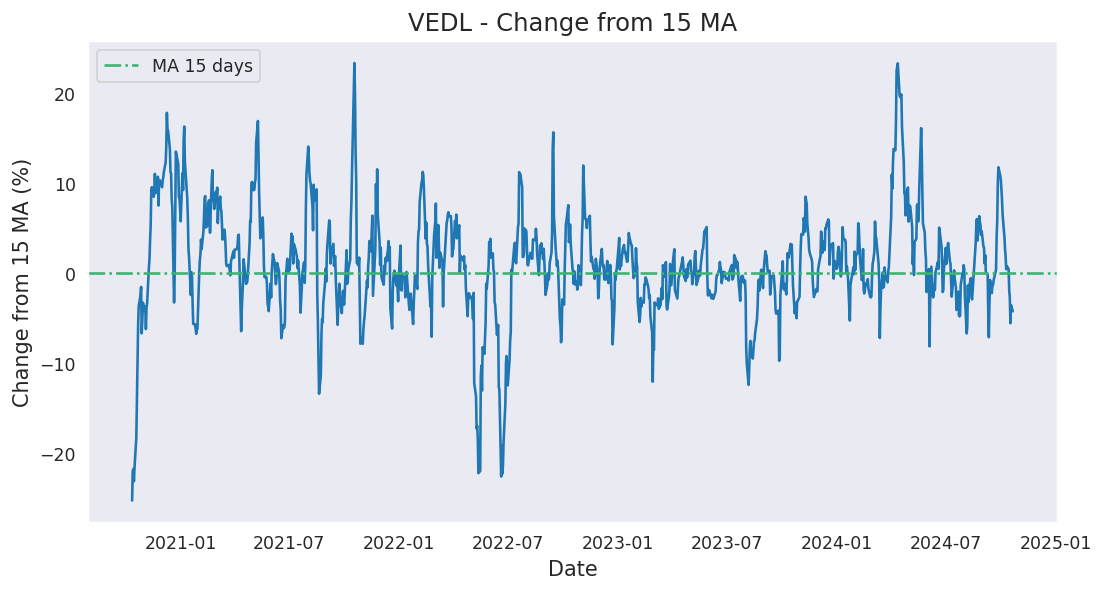 VEDL - Change from 15 MA
MA 15 days
Change from 15 MA (%)
20
10
0
−10
−20
2021-01 2021-07 2022-01 2022-07 2023-01 2023-07 2024-01 2024-07 2025-01
Date